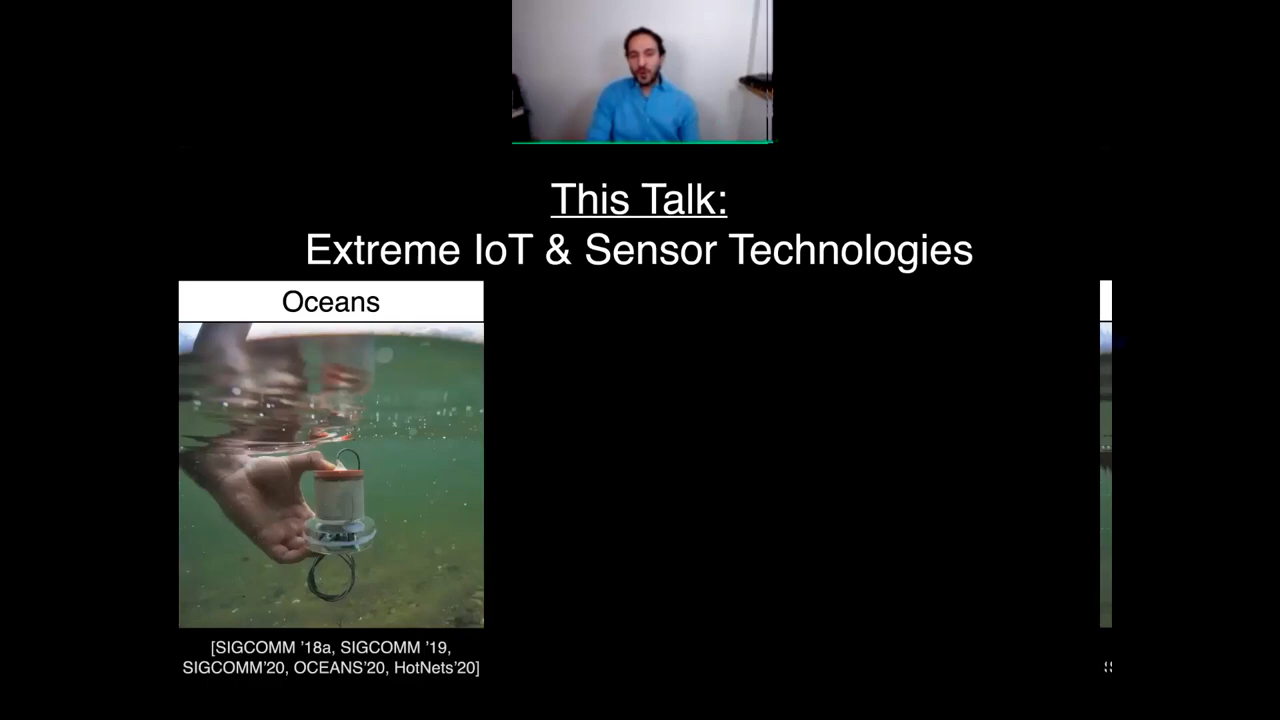 This Talk:
Extreme IoT & Sensor Technologies
Oceans
[SIGCOMM '18a, SIGCOMM '19,
SIGCOMM'20, OCEANS'20, HotNets'20]